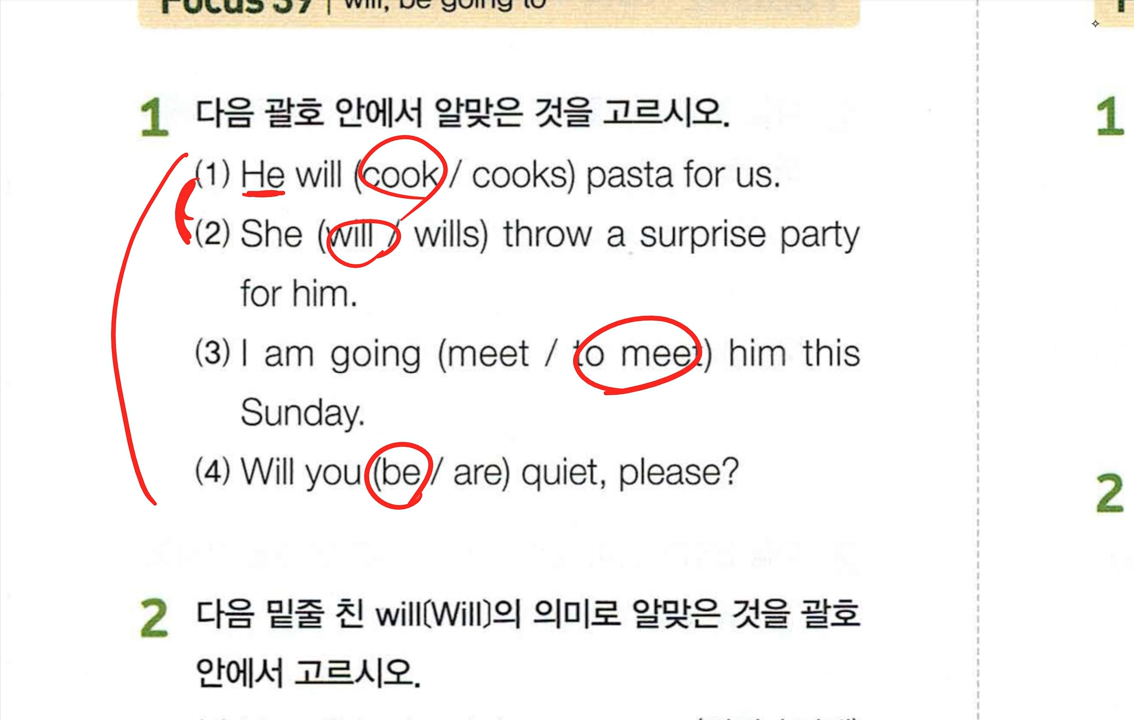 Focus 39 | will, be going to
1 다음 괄호 안에서 알맞은 것을 고르시오.
(1) He will (cook / cooks) pasta for us.
(2) She (will / wills) throw a surprise party
for him.
(3) I am going (meet / to meet) him this
Sunday.
(4) Will you (be / are) quiet, please?
2 다음 밑줄 친 will(Will)의 의미로 알맞은 것을 괄호
안에서 고르시오.
1
2